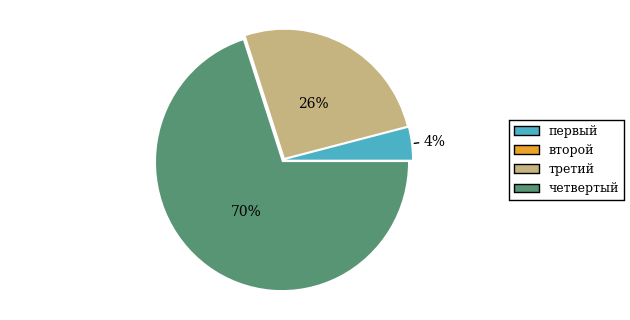 26%
4%
70%
первый
второй
третий
четвертый